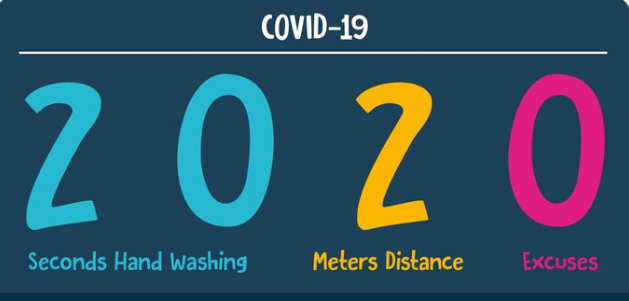 COVID-19
2 0 2 0
Seconds Hand Washing Meters Distance Excuses